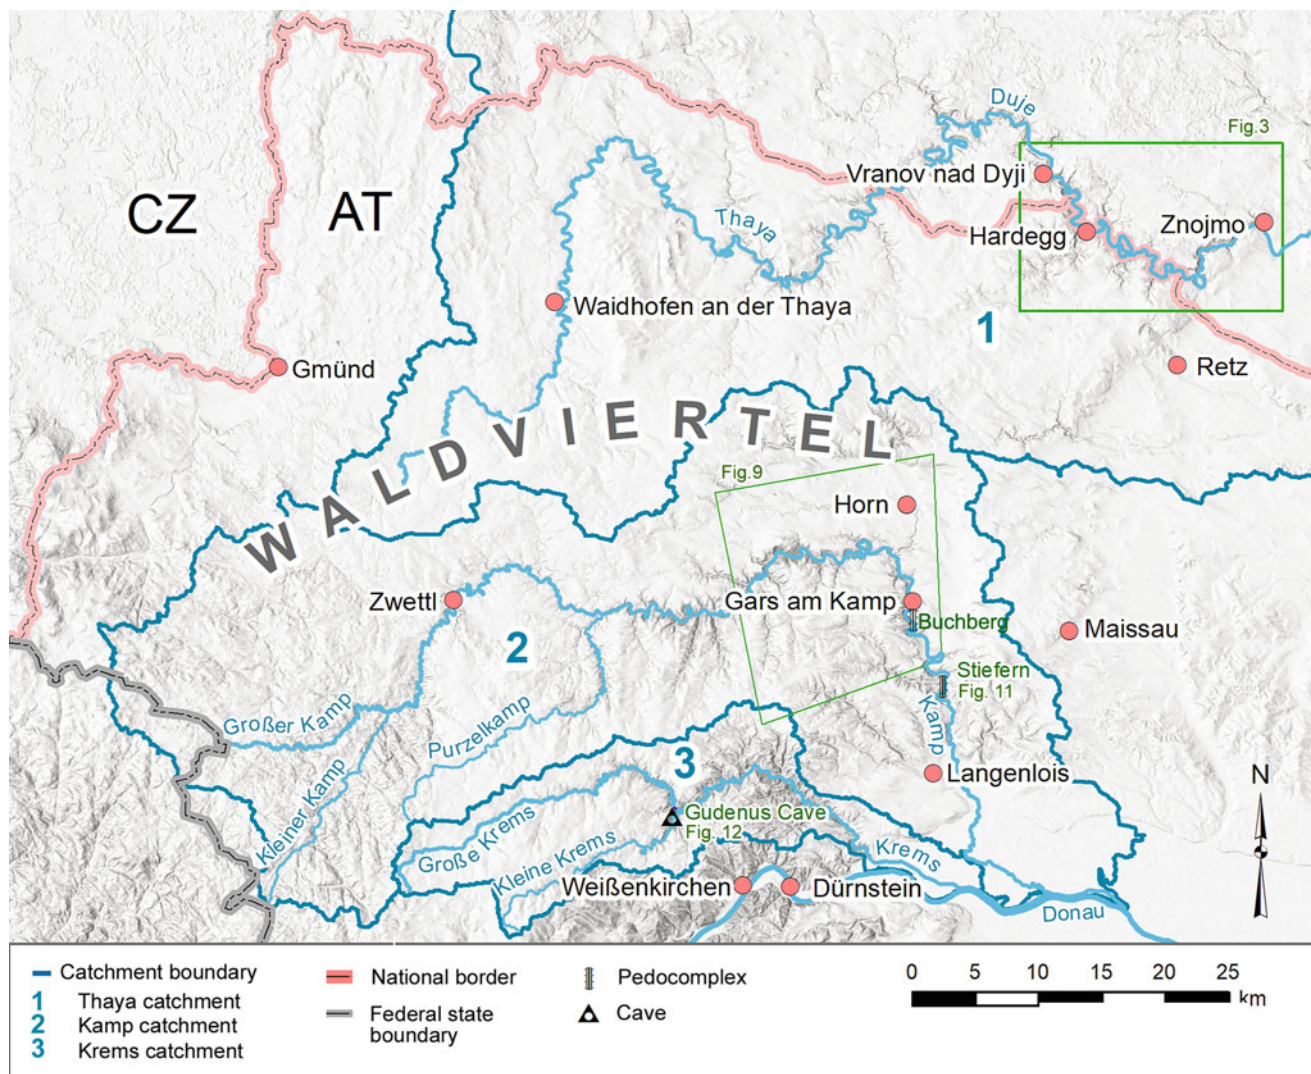 Duje
Fig.3
Vranov nad Dyji
CZ
AT
Thaya
Znojmo
Hardegg
Waidhofen an der Thaya
1
Gmünd
Retz
WALDVIERTEL
Fig.9
Horn
Zwettl
Gars am Kamp
Buchberg
Maissau
2
Stiefern
Fig. 11
Großer Kamp
Purzelkamp
Kamp
3
Langenlois
N
Kleiner Kamp
Gudenus Cave
Fig. 12
Große Krems
Kleine Krems
Krems
Weißenkirchen
Dürnstein
Donau
Catchment boundary
1 Thaya catchment
2 Kamp catchment
3 Krems catchment
National border
Federal state
boundary
Pedocomplex
Cave
0 5 10 15 20 25
km